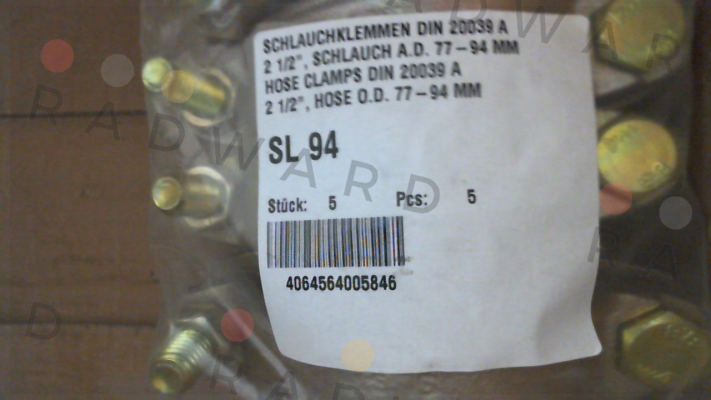 SCHLAUCHKLEMMEN DIN 20039 A
2 1/2", SCHLAUCH A.D. 77 – 94 MM
HOSE CLAMPS DIN 20039 A
2 1/2", HOSE O.D. 77 – 94 MM
SL 94
Stück: 5 Pcs: 5
4064564005846
RADWARD